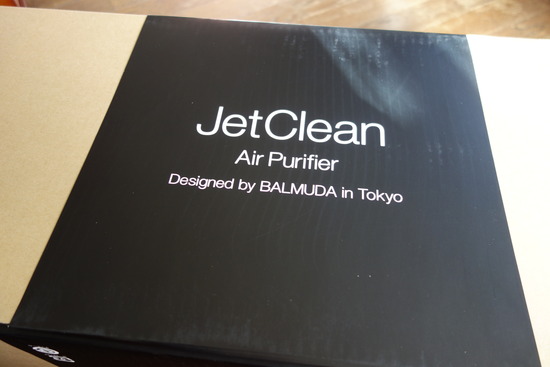 JetClean
Air Purifier
Designed by BALMUDA in Tokyo